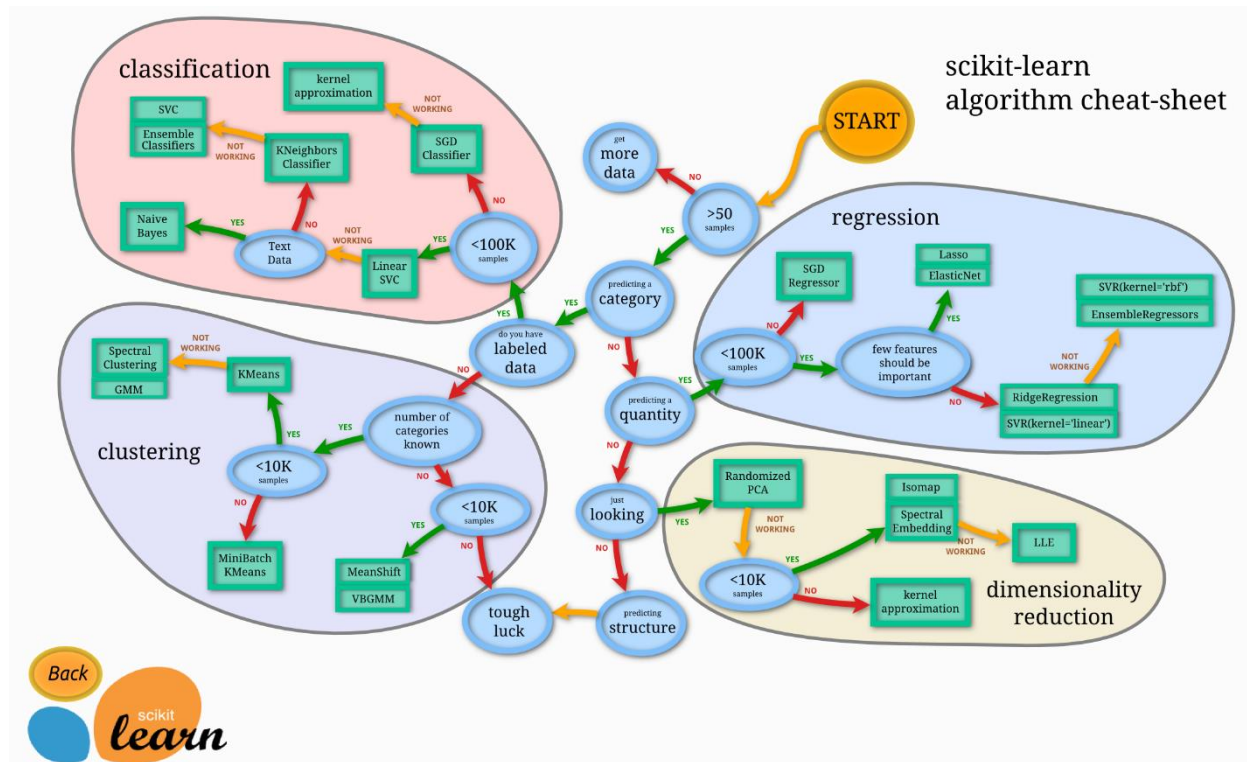 scikit-learn
algorithm cheat-sheet
START
classification
kernel
approximation
NOT
WORKING
SVC
Ensemble
Classifiers
NOT
WORKING
KNeighbors
Classifier
SGD
Classifier
NO
Naive
Bayes
YES
Text
Data
NO
NOT
WORKING
Linear
SVC
YES
<100K
samples
YES
get
more
data
NO
>50
samples
YES
predicting a
category
YES
NO
do you have
labeled
data
NO
predicting a
quantity
YES
NO
just
looking
YES
NO
predicting
structure
tough
luck
regression
SGD
Regressor
NO
<100K
samples
YES
few features
should be
important
YES
Lasso
ElasticNet
NO
RidgeRegression
SVR(kernel='linear')
NOT
WORKING
SVR(kernel='rbf')
EnsembleRegressors
clustering
Spectral
Clustering
GMM
NOT
WORKING
KMeans
YES
<10K
samples
YES
number of
categories
known
NO
NO
MiniBatch
KMeans
<10K
samples
YES
NO
MeanShift
VBGMM
dimensionality
reduction
Randomized
PCA
NOT
WORKING
<10K
samples
YES
NO
Isomap
Spectral
Embedding
NOT
WORKING
LLE
kernel
approximation
Back
scikit
learn